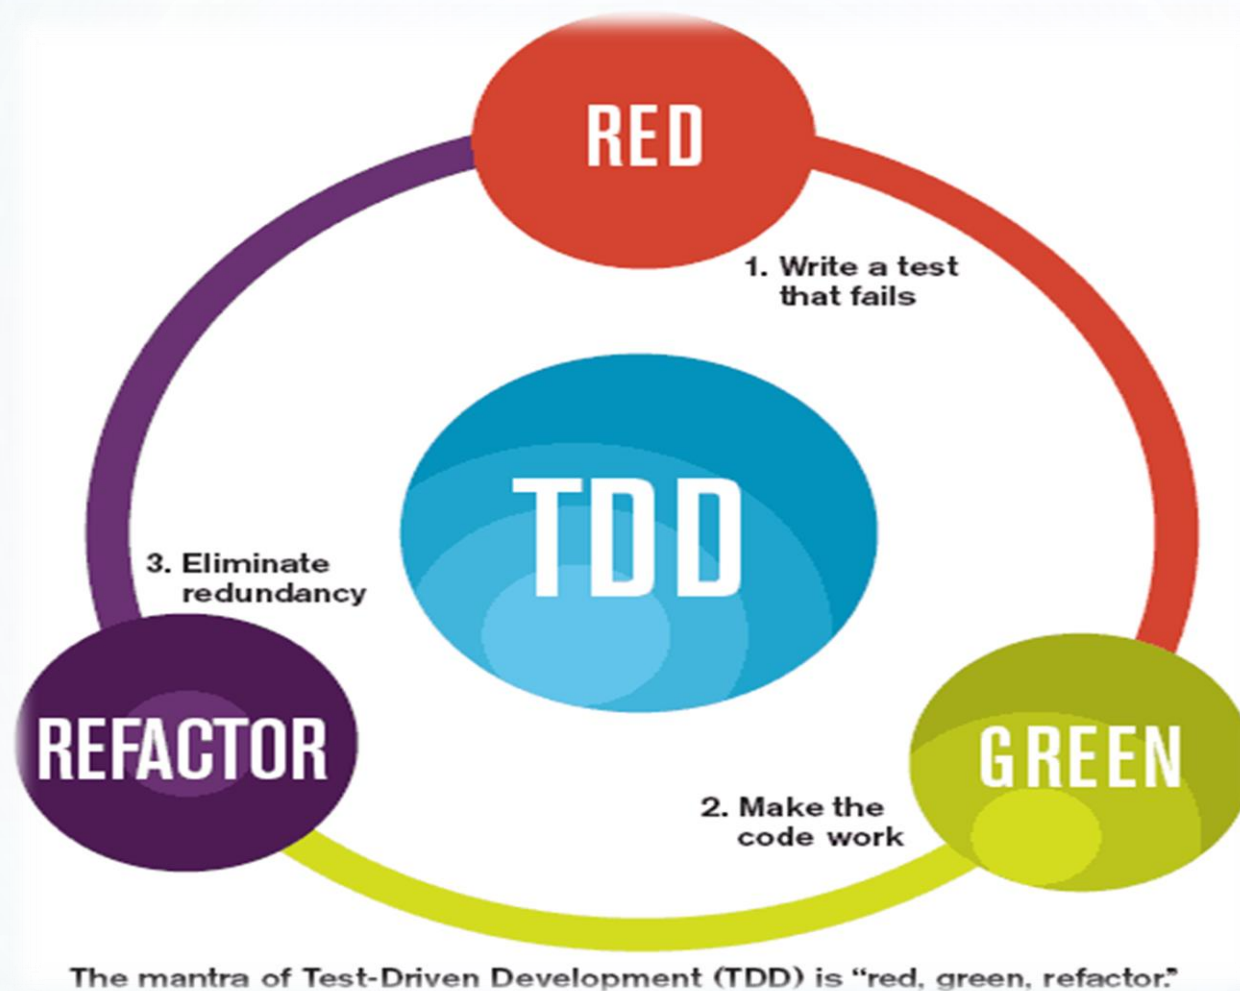 RED
1. Write a test
that fails
TDD
3. Eliminate
redundancy
REFACTOR
GREEN
2. Make the
code work
The mantra of Test-Driven Development (TDD) is “red, green, refactor.”